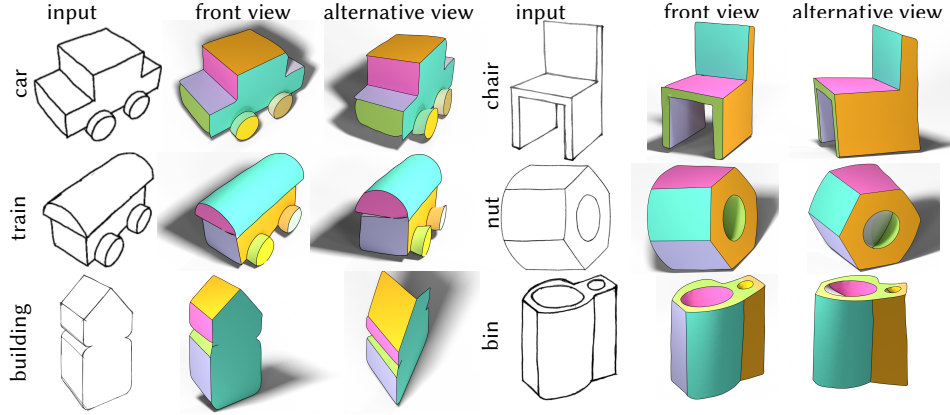 input front view alternative view input front view alternative view
car
chair
train
nut
building
bin